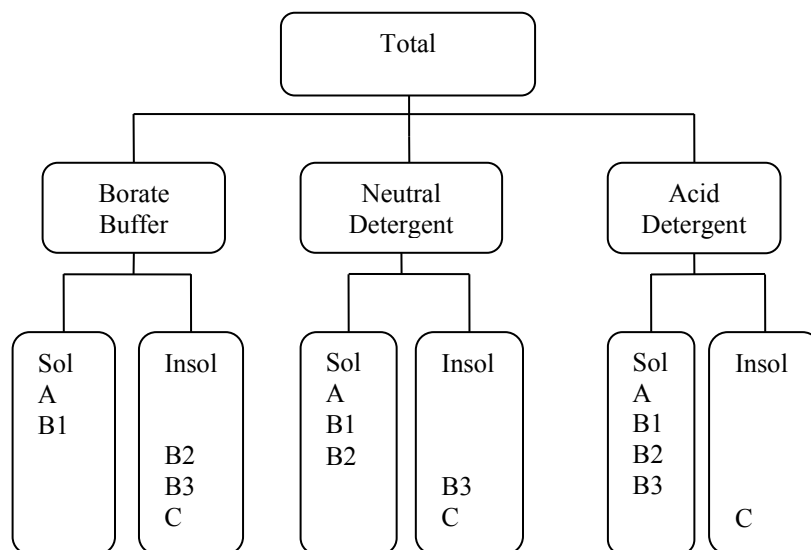 Total
Borate
Buffer
Neutral
Detergent
Acid
Detergent
Sol
A
B1
Insol
B2
B3
C
Sol
A
B1
B2
Insol
B3
C
Sol
A
B1
B2
B3
Insol
C